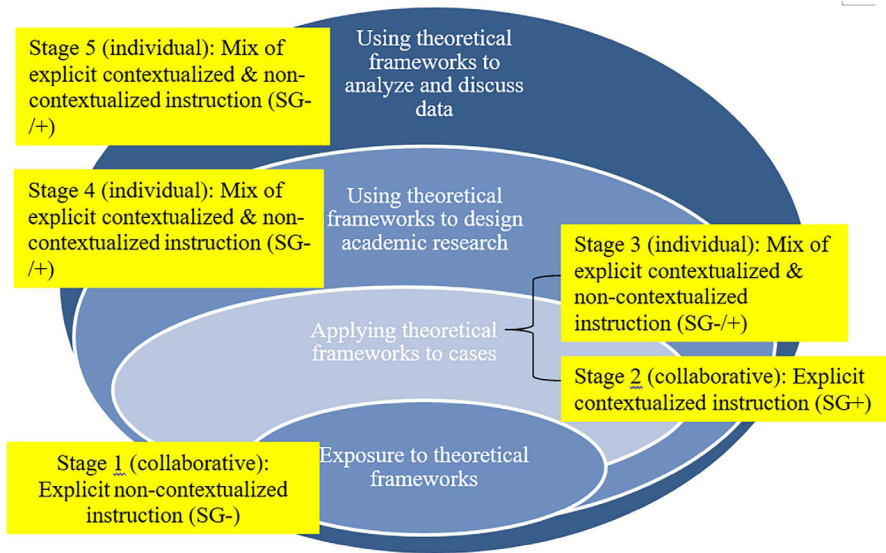 Using theoretical
frameworks to
analyze and discuss
data
Stage 5 (individual): Mix of
explicit contextualized & non-
contextualized instruction (SG-
/+)
Using theoretical
frameworks to design
academic research
Stage 4 (individual): Mix of
explicit contextualized & non-
contextualized instruction (SG-
/+)
Stage 3 (individual): Mix of
explicit contextualized &
non-contextualized
instruction (SG-/+)
Applying theoretical
frameworks to cases
Stage 2 (collaborative): Explicit
contextualized instruction (SG+)
Exposure to theoretical
frameworks
Stage 1 (collaborative):
Explicit non-contextualized
instruction (SG-)